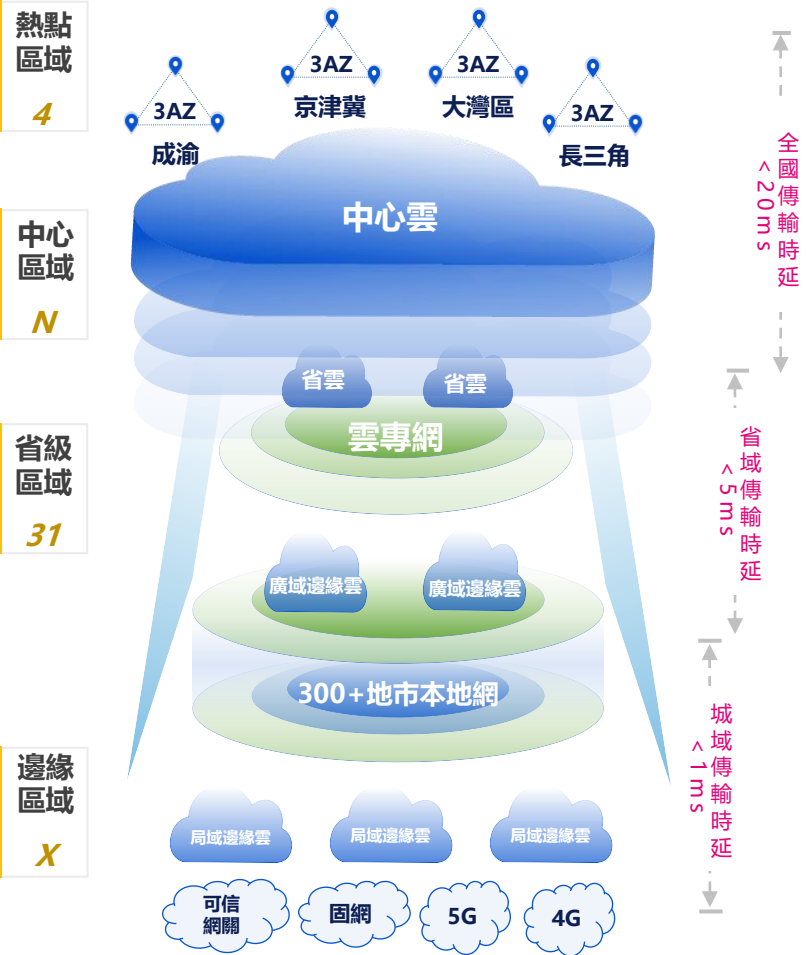 熱點
區域
4
3AZ
成渝
3AZ
京津冀
3AZ
大灣區
3AZ
長三角
中心雲
全國傳輸時延
<20ms
中心
區域
N
省雲
省雲
雲專網
省級
區域
31
省域傳輸時延
<5ms
廣域邊緣雲
廣域邊緣雲
300+地市本地網
城域傳輸時延
<1ms
邊緣
區域
X
局域邊緣雲
局域邊緣雲
局域邊緣雲
可信
網關
固網
5G
4G